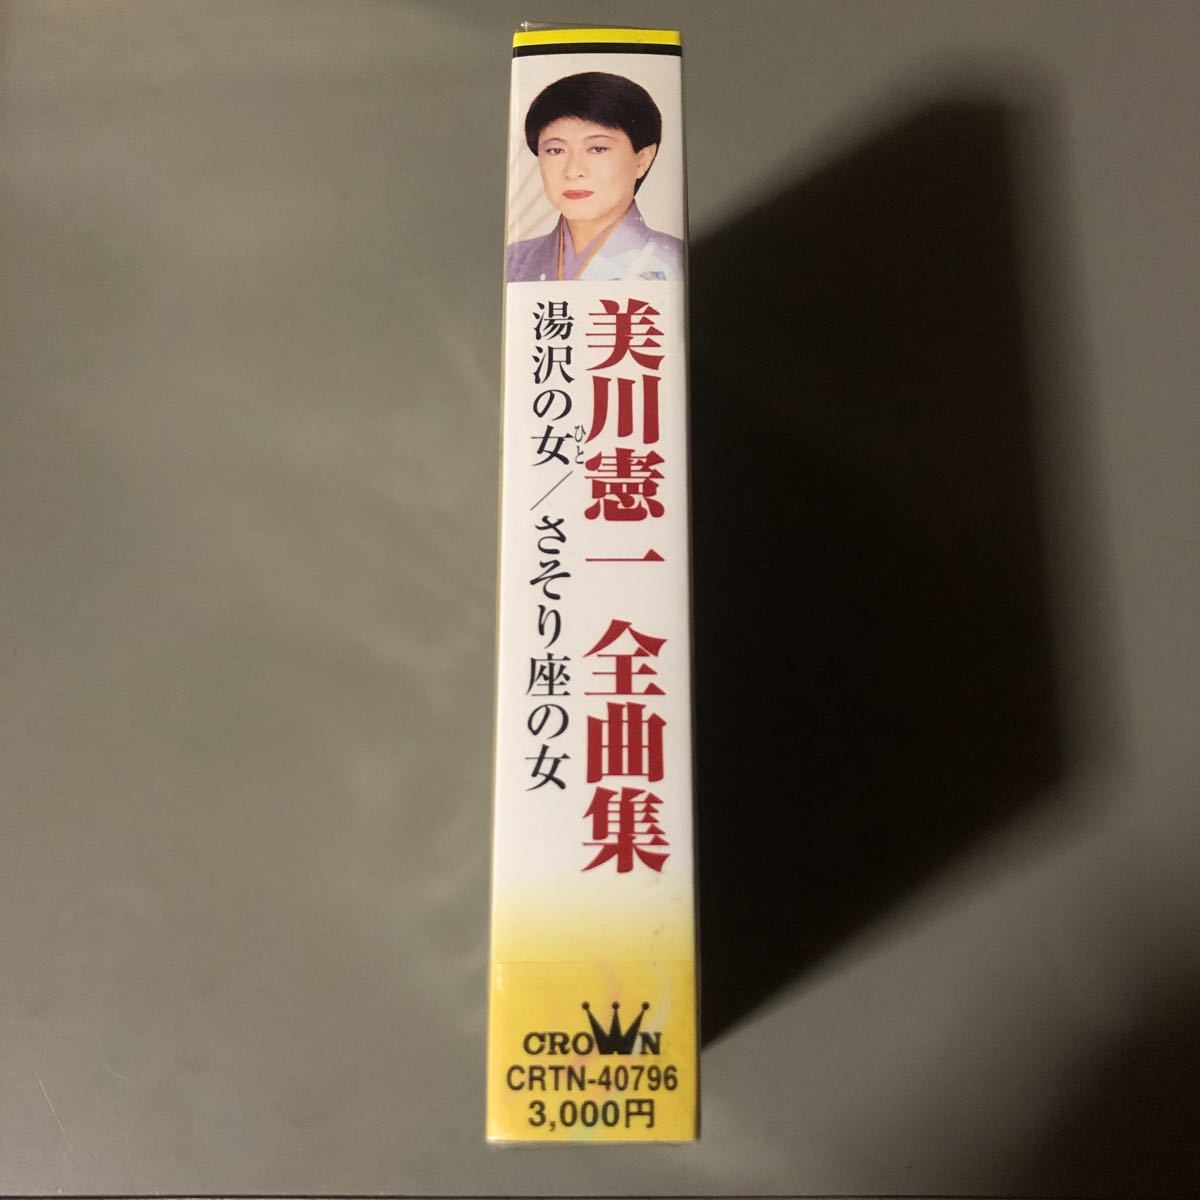 美川憲一 全曲集
湯沢の女／さそり座の女
ひと
CROWN
CRTN-40796
3,000円